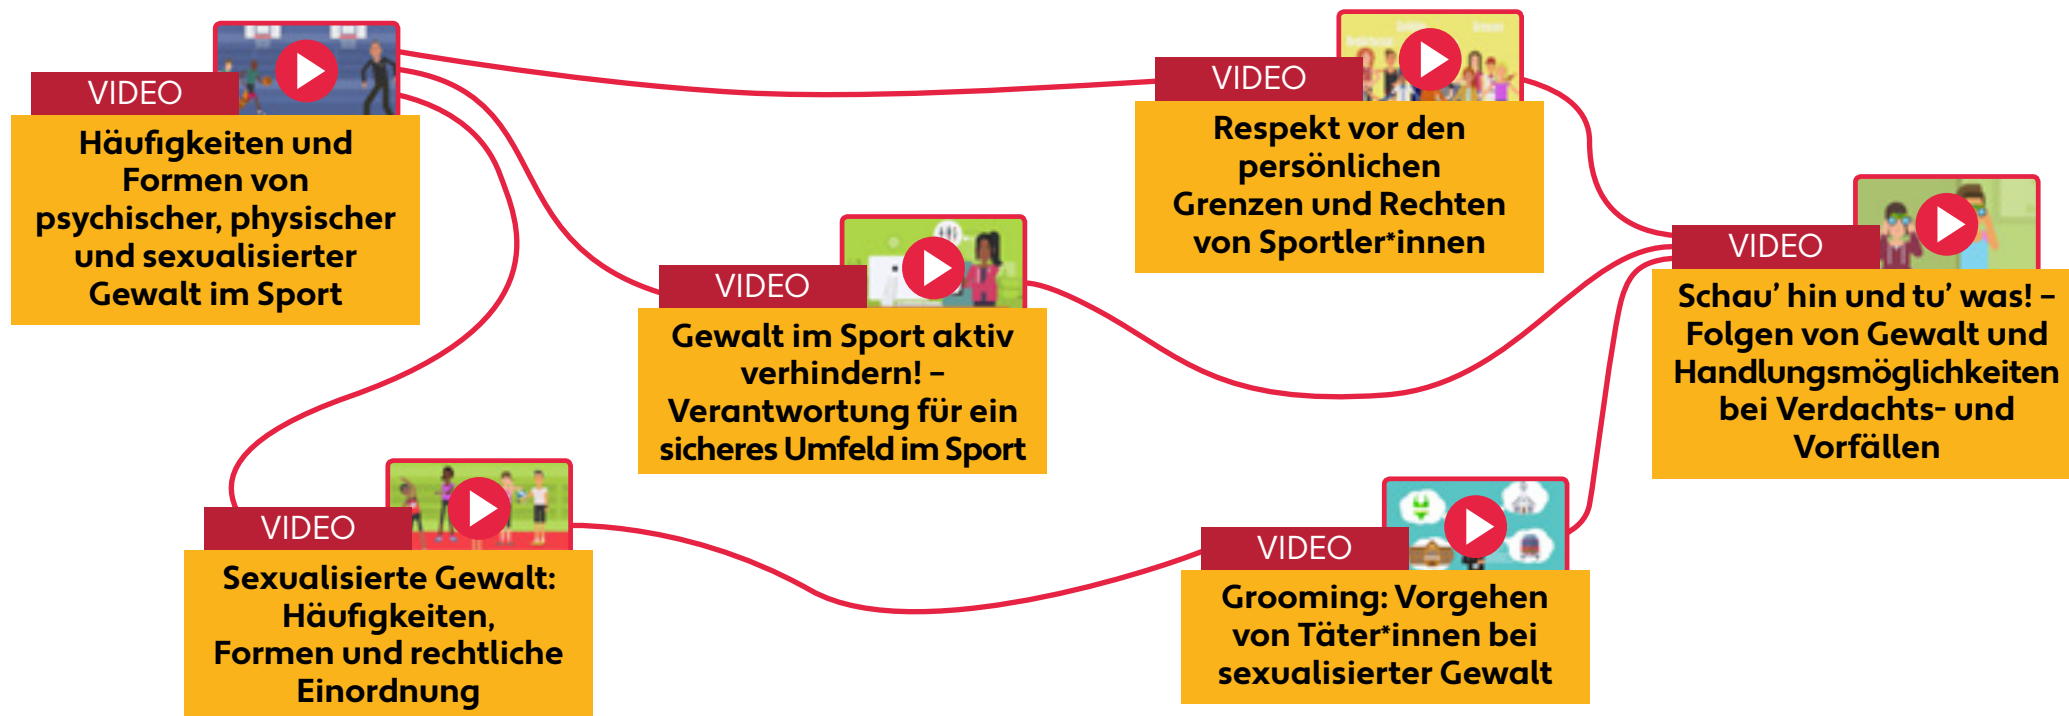 VIDEO
Häufigkeiten und
Formen von
psychischer, physischer
und sexualisierter
Gewalt im Sport
VIDEO
Respekt vor den
persönlichen
Grenzen und Rechten
von Sportler*innen
VIDEO
Gewalt im Sport aktiv
verhindern! –
Verantwortung für ein
sicheres Umfeld im Sport
VIDEO
Schau’ hin und tu’ was! –
Folgen von Gewalt und
Handlungsmöglichkeiten
bei Verdachts- und
Vorfällen
VIDEO
Sexualisierte Gewalt:
Häufigkeiten,
Formen und rechtliche
Einordnung
VIDEO
Grooming: Vorgehen
von Täter*innen bei
sexualisierter Gewalt